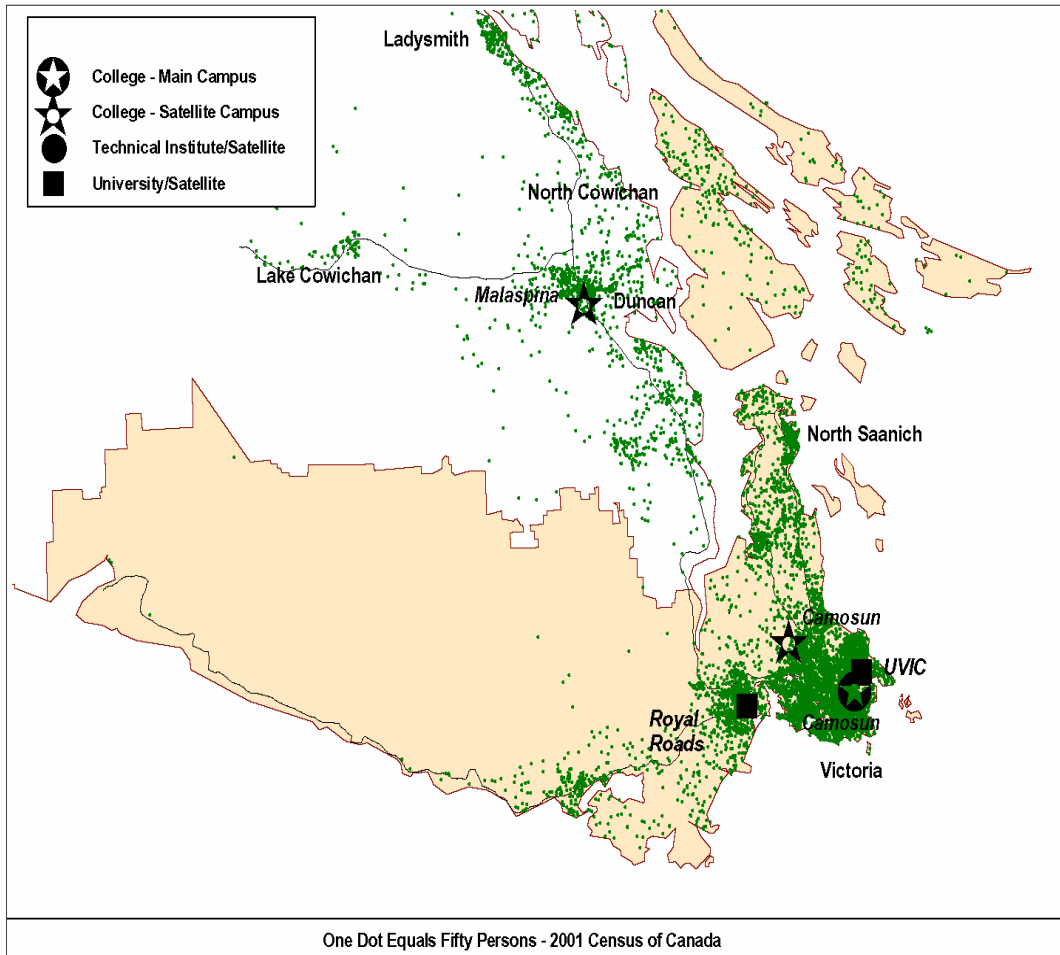 College - Main Campus
College - Satellite Campus
Technical Institute/Satellite
University/Satellite
Ladysmith
North Cowichan
Lake Cowichan
Malaspina
Duncan
North Saanich
Camosun
UVIC
Royal
Roads
Camosun
Victoria
One Dot Equals Fifty Persons - 2001 Census of Canada